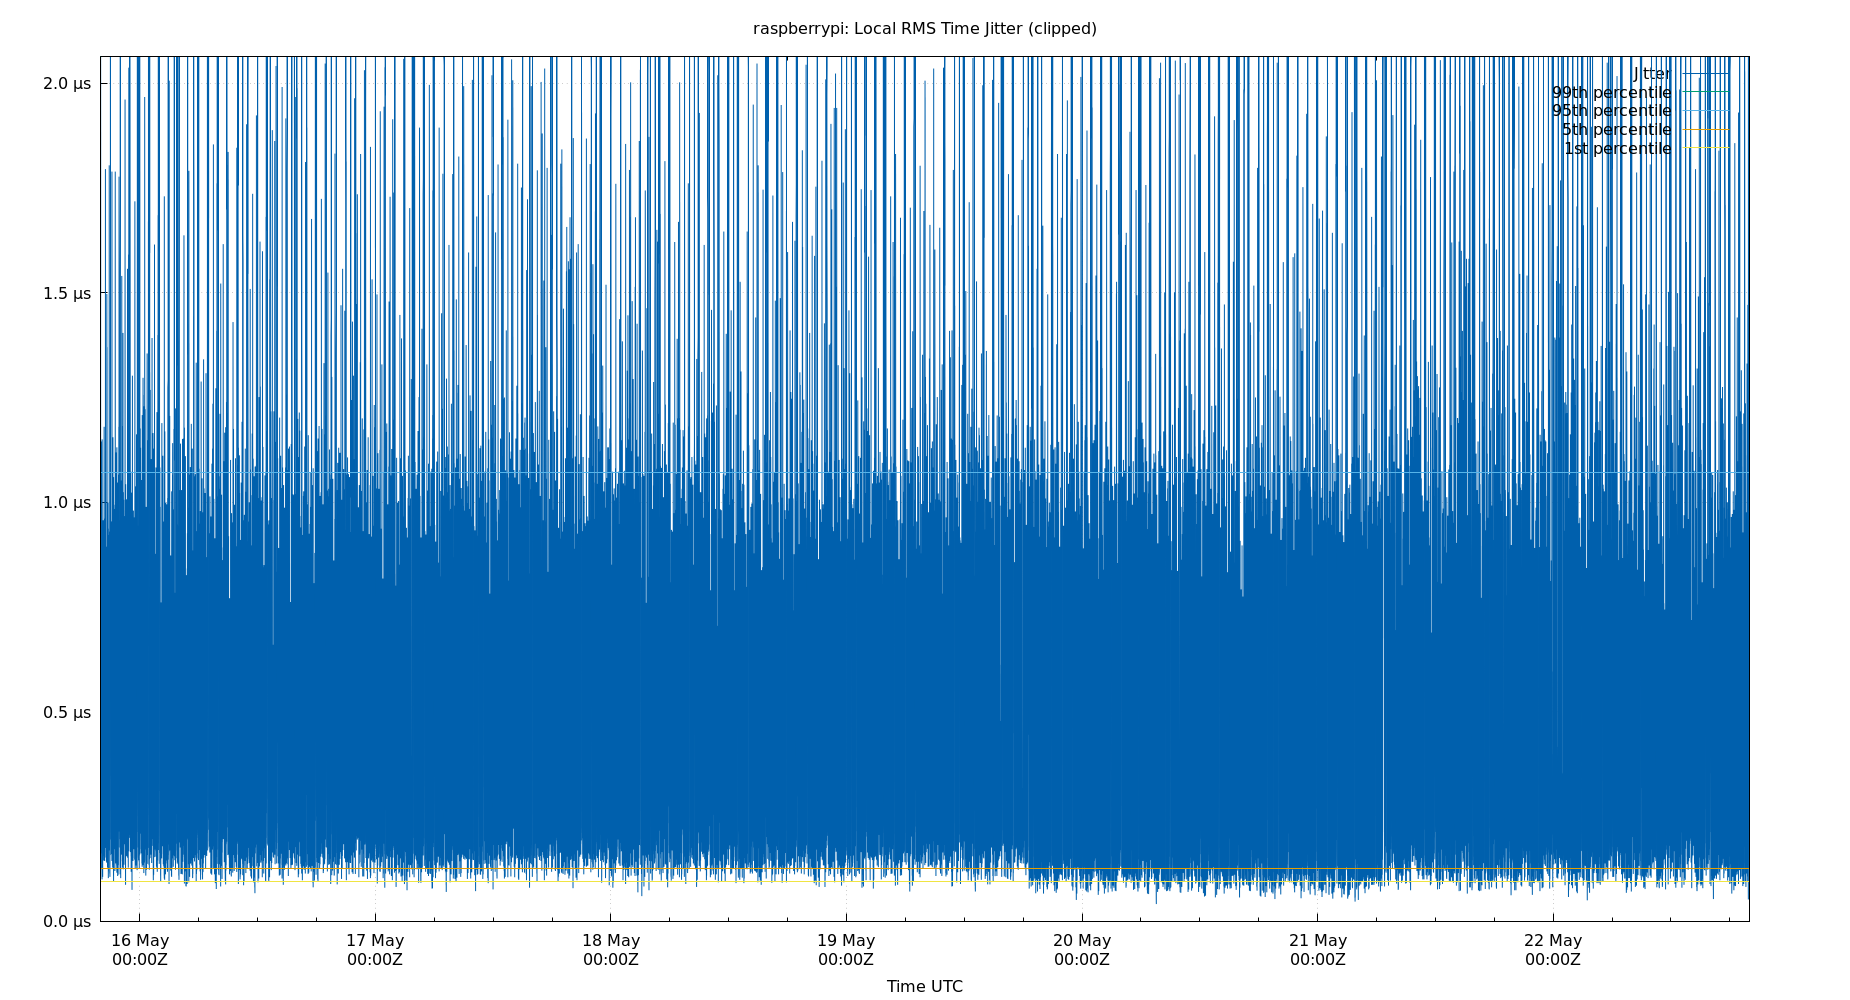 raspberrypi: Local RMS Time Jitter (clipped)
Jitter
99th percentile
95th percentile
5th percentile
1st percentile
2.0 µs
1.5 µs
1.0 µs
0.5 µs
0.0 µs
16 May 17 May 18 May 19 May 20 May 21 May 22 May
00:00Z 00:00Z 00:00Z 00:00Z 00:00Z 00:00Z 00:00Z
Time UTC